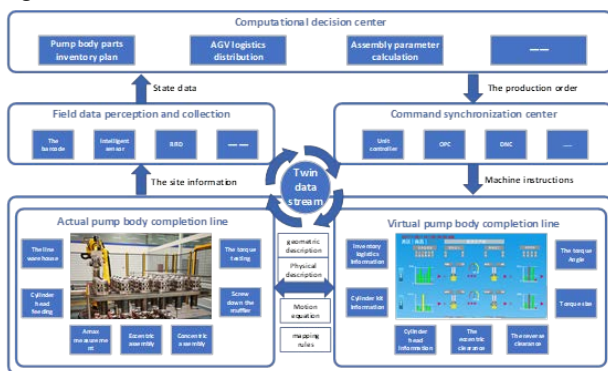 Computational decision center
Pump body parts
inventory plan
AGV logistics
distribution
Assembly parameter
calculation
State data
The production order
Field data perception and collection
The
barcode
Intelligent
sensor
RFID
Command synchronization center
Unit
controller
OPC
DNC
Twin
data
stream
The site information
Machine instructions
Actual pump body completion line
The line
warehouse
The torque
testing
Cylinder
head
feeding
Screw
down the
muffler
measureme
nt
Eccentric
assembly
Concentric
assembly
geometric
description
Physical
description
Motion
equation
mapping
rules
Virtual pump body completion line
Inventory
logistics
information
The torque
Angle
Cylinder kit
information
Torque size
Cylinder
head
information
The
eccentric
clearance
The reverse
clearance